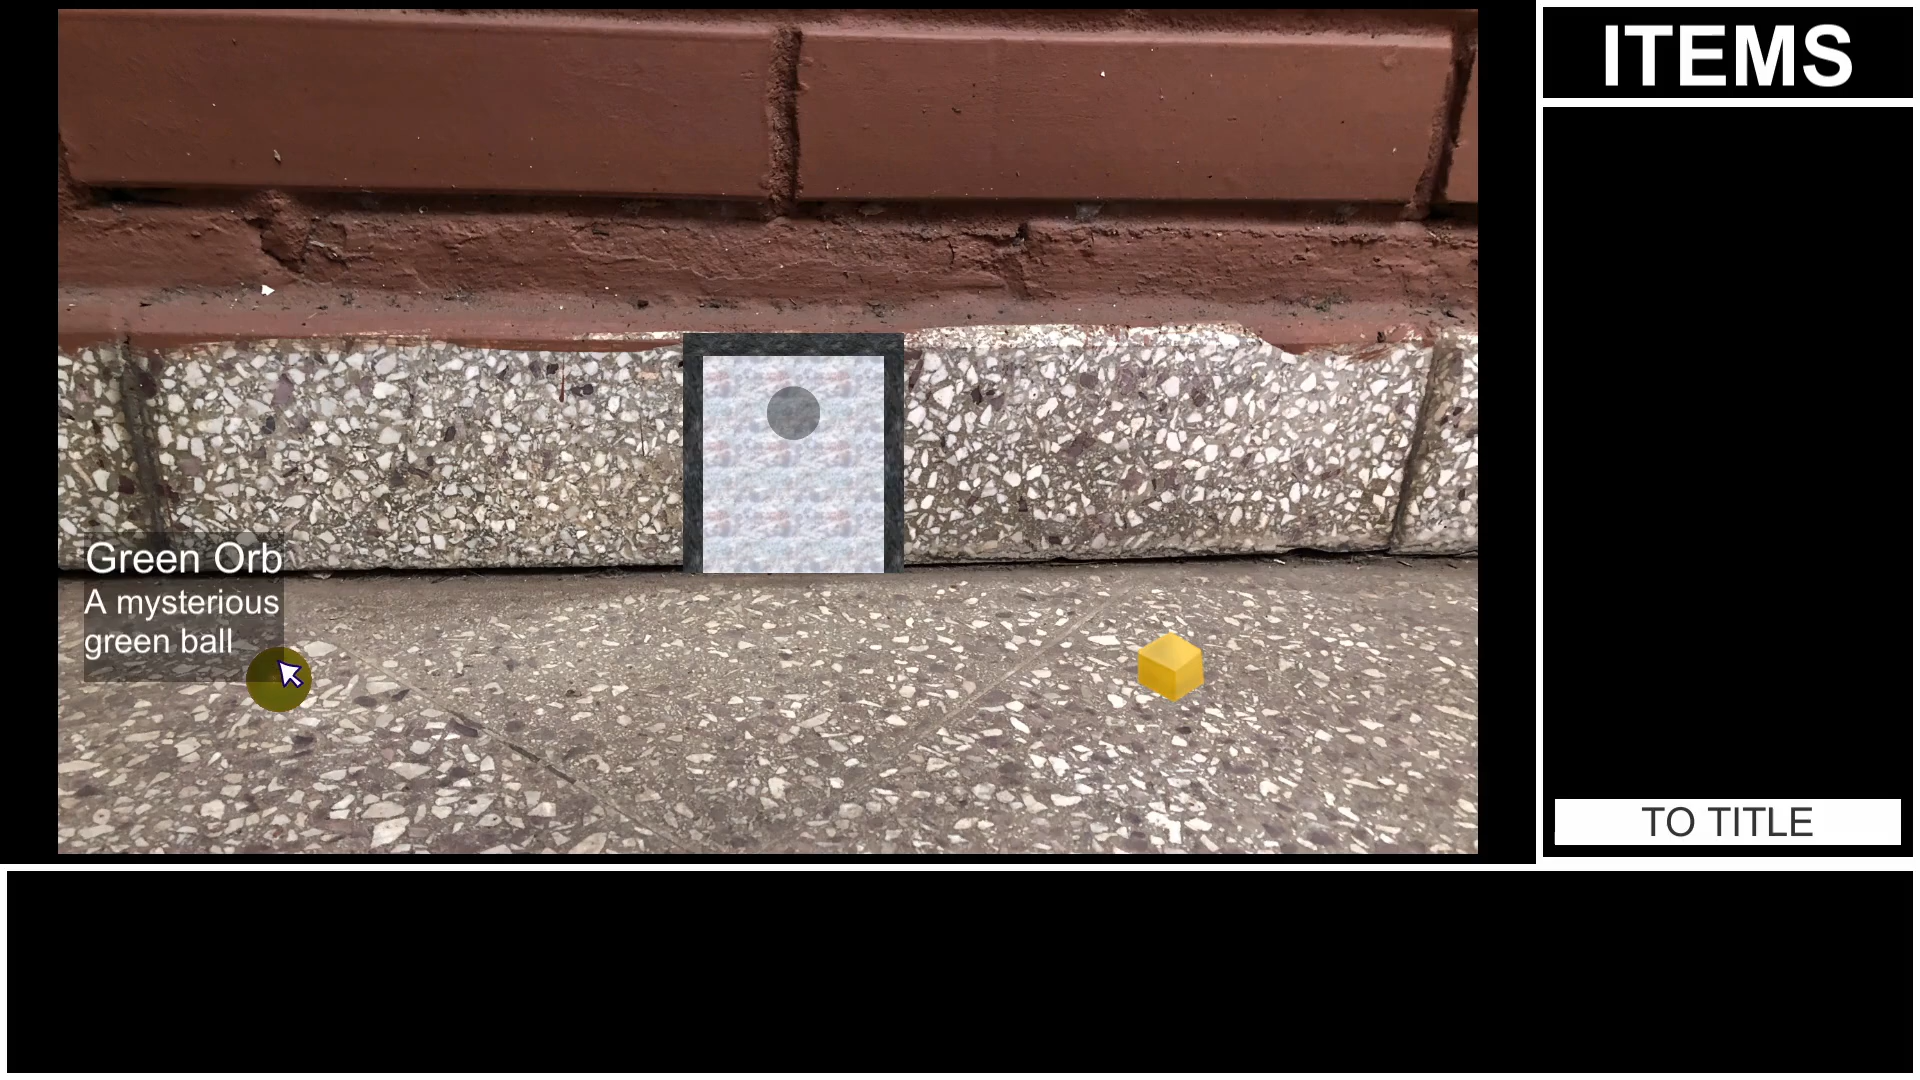 ITEMS
Green Orb
A mysterious
green ball
TO TITLE